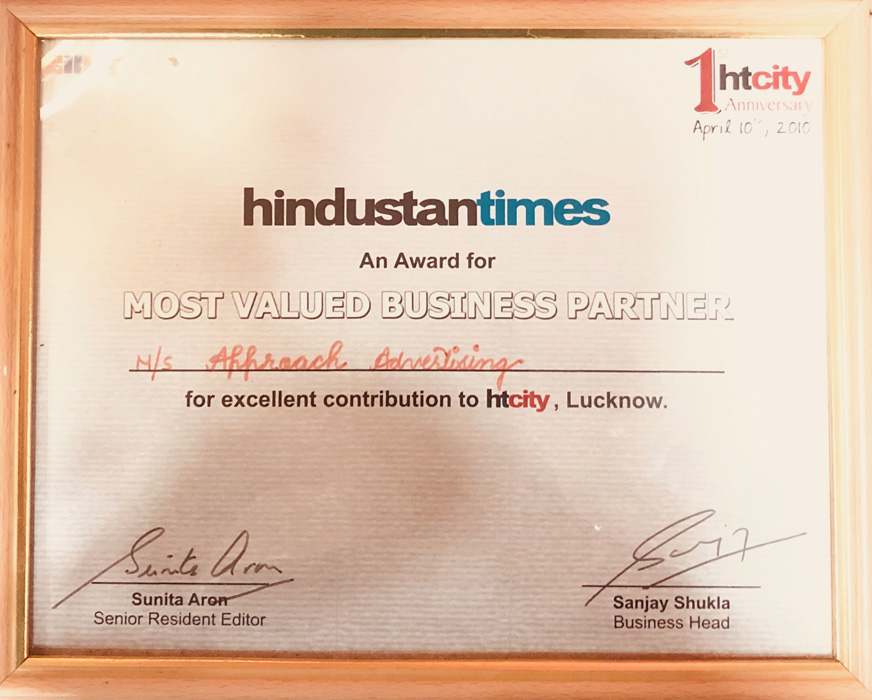 1st htcity
Anniversary
April 10th, 2010
hindustantimes
An Award for
MOST VALUED BUSINESS PARTNER
M/s Approach Advertising
for excellent contribution to htcity, Lucknow.
Sunita Aron
Sunita Aron
Senior Resident Editor
Sanjay Shukla
Business Head